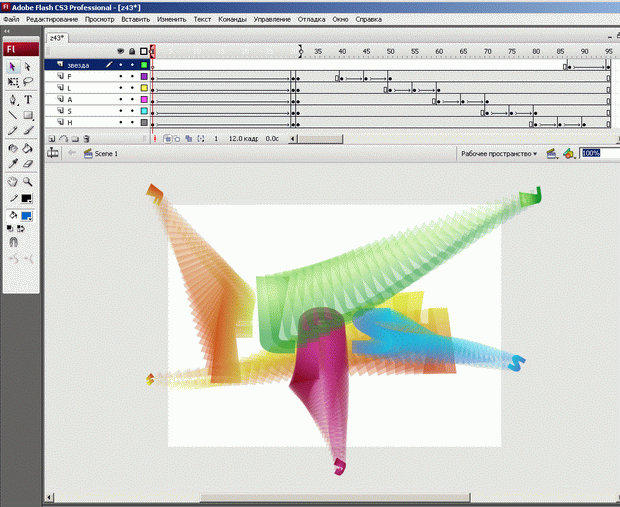 Adobe Flash CS3 Professional - [z43*]
Файл Редактирование Просмотр Вставить Изменить Текст Команды Управление Отладка Окно Справка
Fl
z43*
35 40 45 50 55 60 65 70 75 80 85 90 95
звезда
F
L
A
S
H
1 12.0 кадр. 0.0с
Scene 1
Рабочее пространство
100%
T